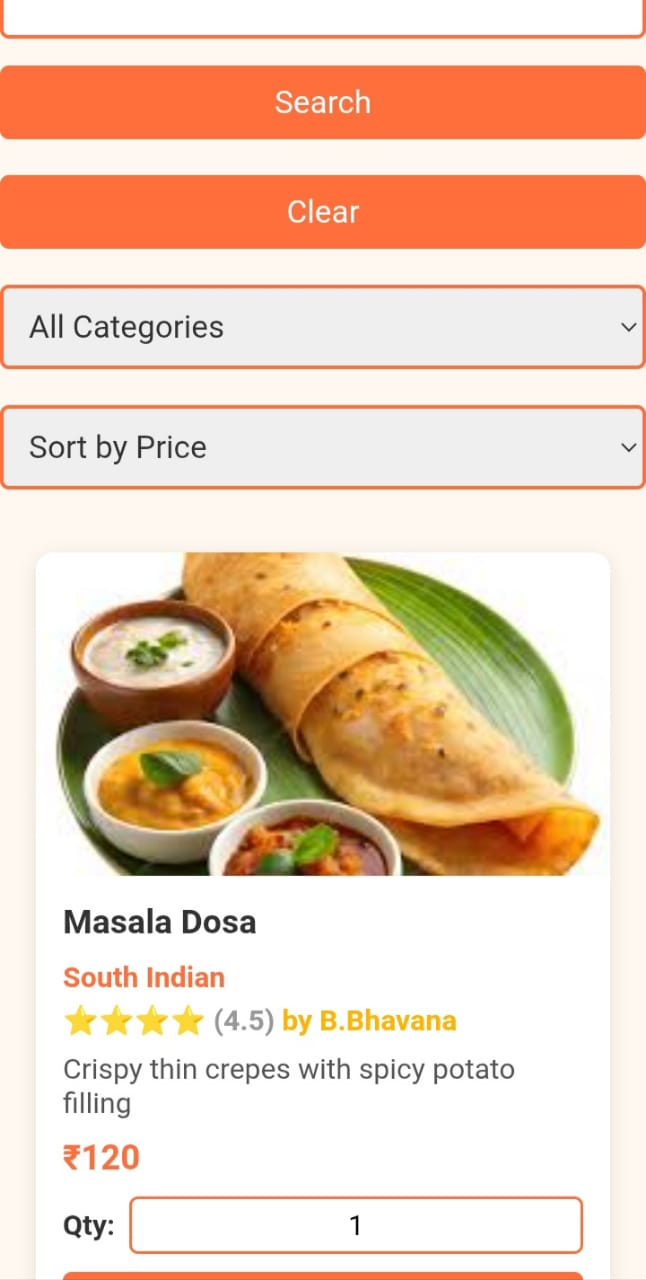 Search
Clear
All Categories
Sort by Price
Masala Dosa
South Indian
⭐⭐⭐⭐ (4.5) by B.Bhavana
Crispy thin crepes with spicy potato
filling
₹120
Qty: 1